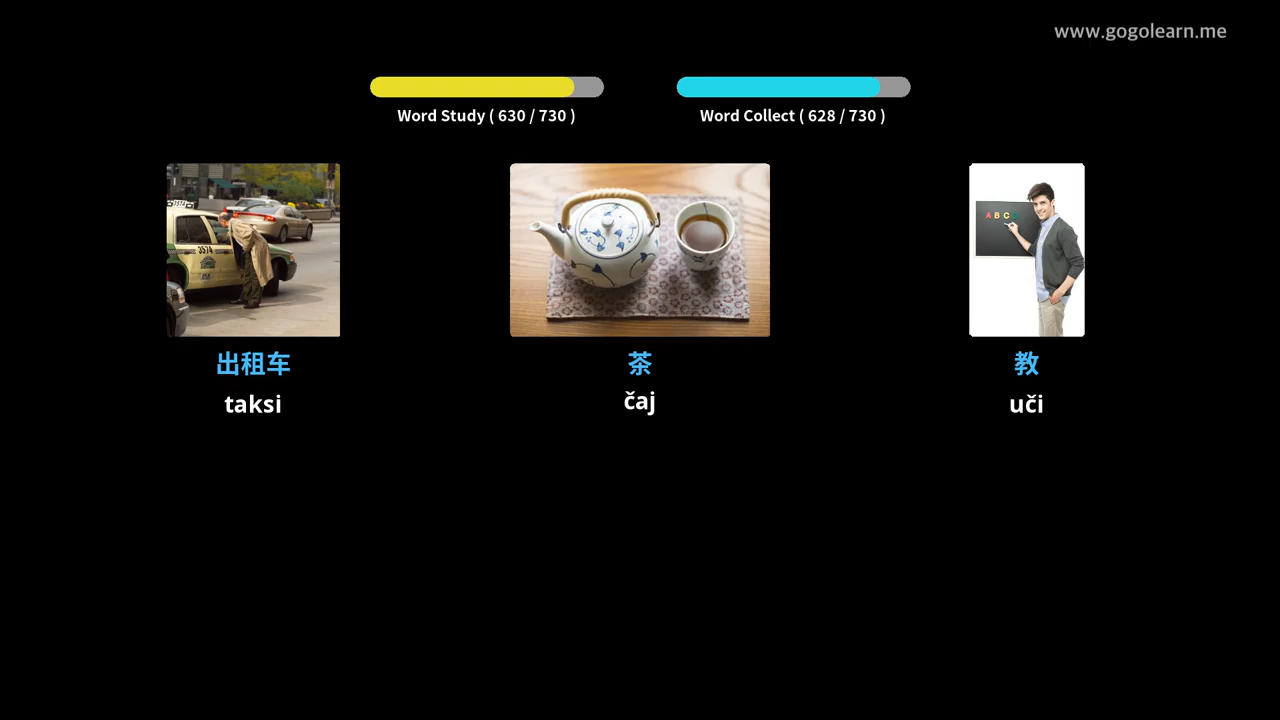 www.gogolearn.me
Word Study ( 630 / 730 )
Word Collect ( 628 / 730 )
3574
A B C
出租车
茶
教
taksi
čaj
uči